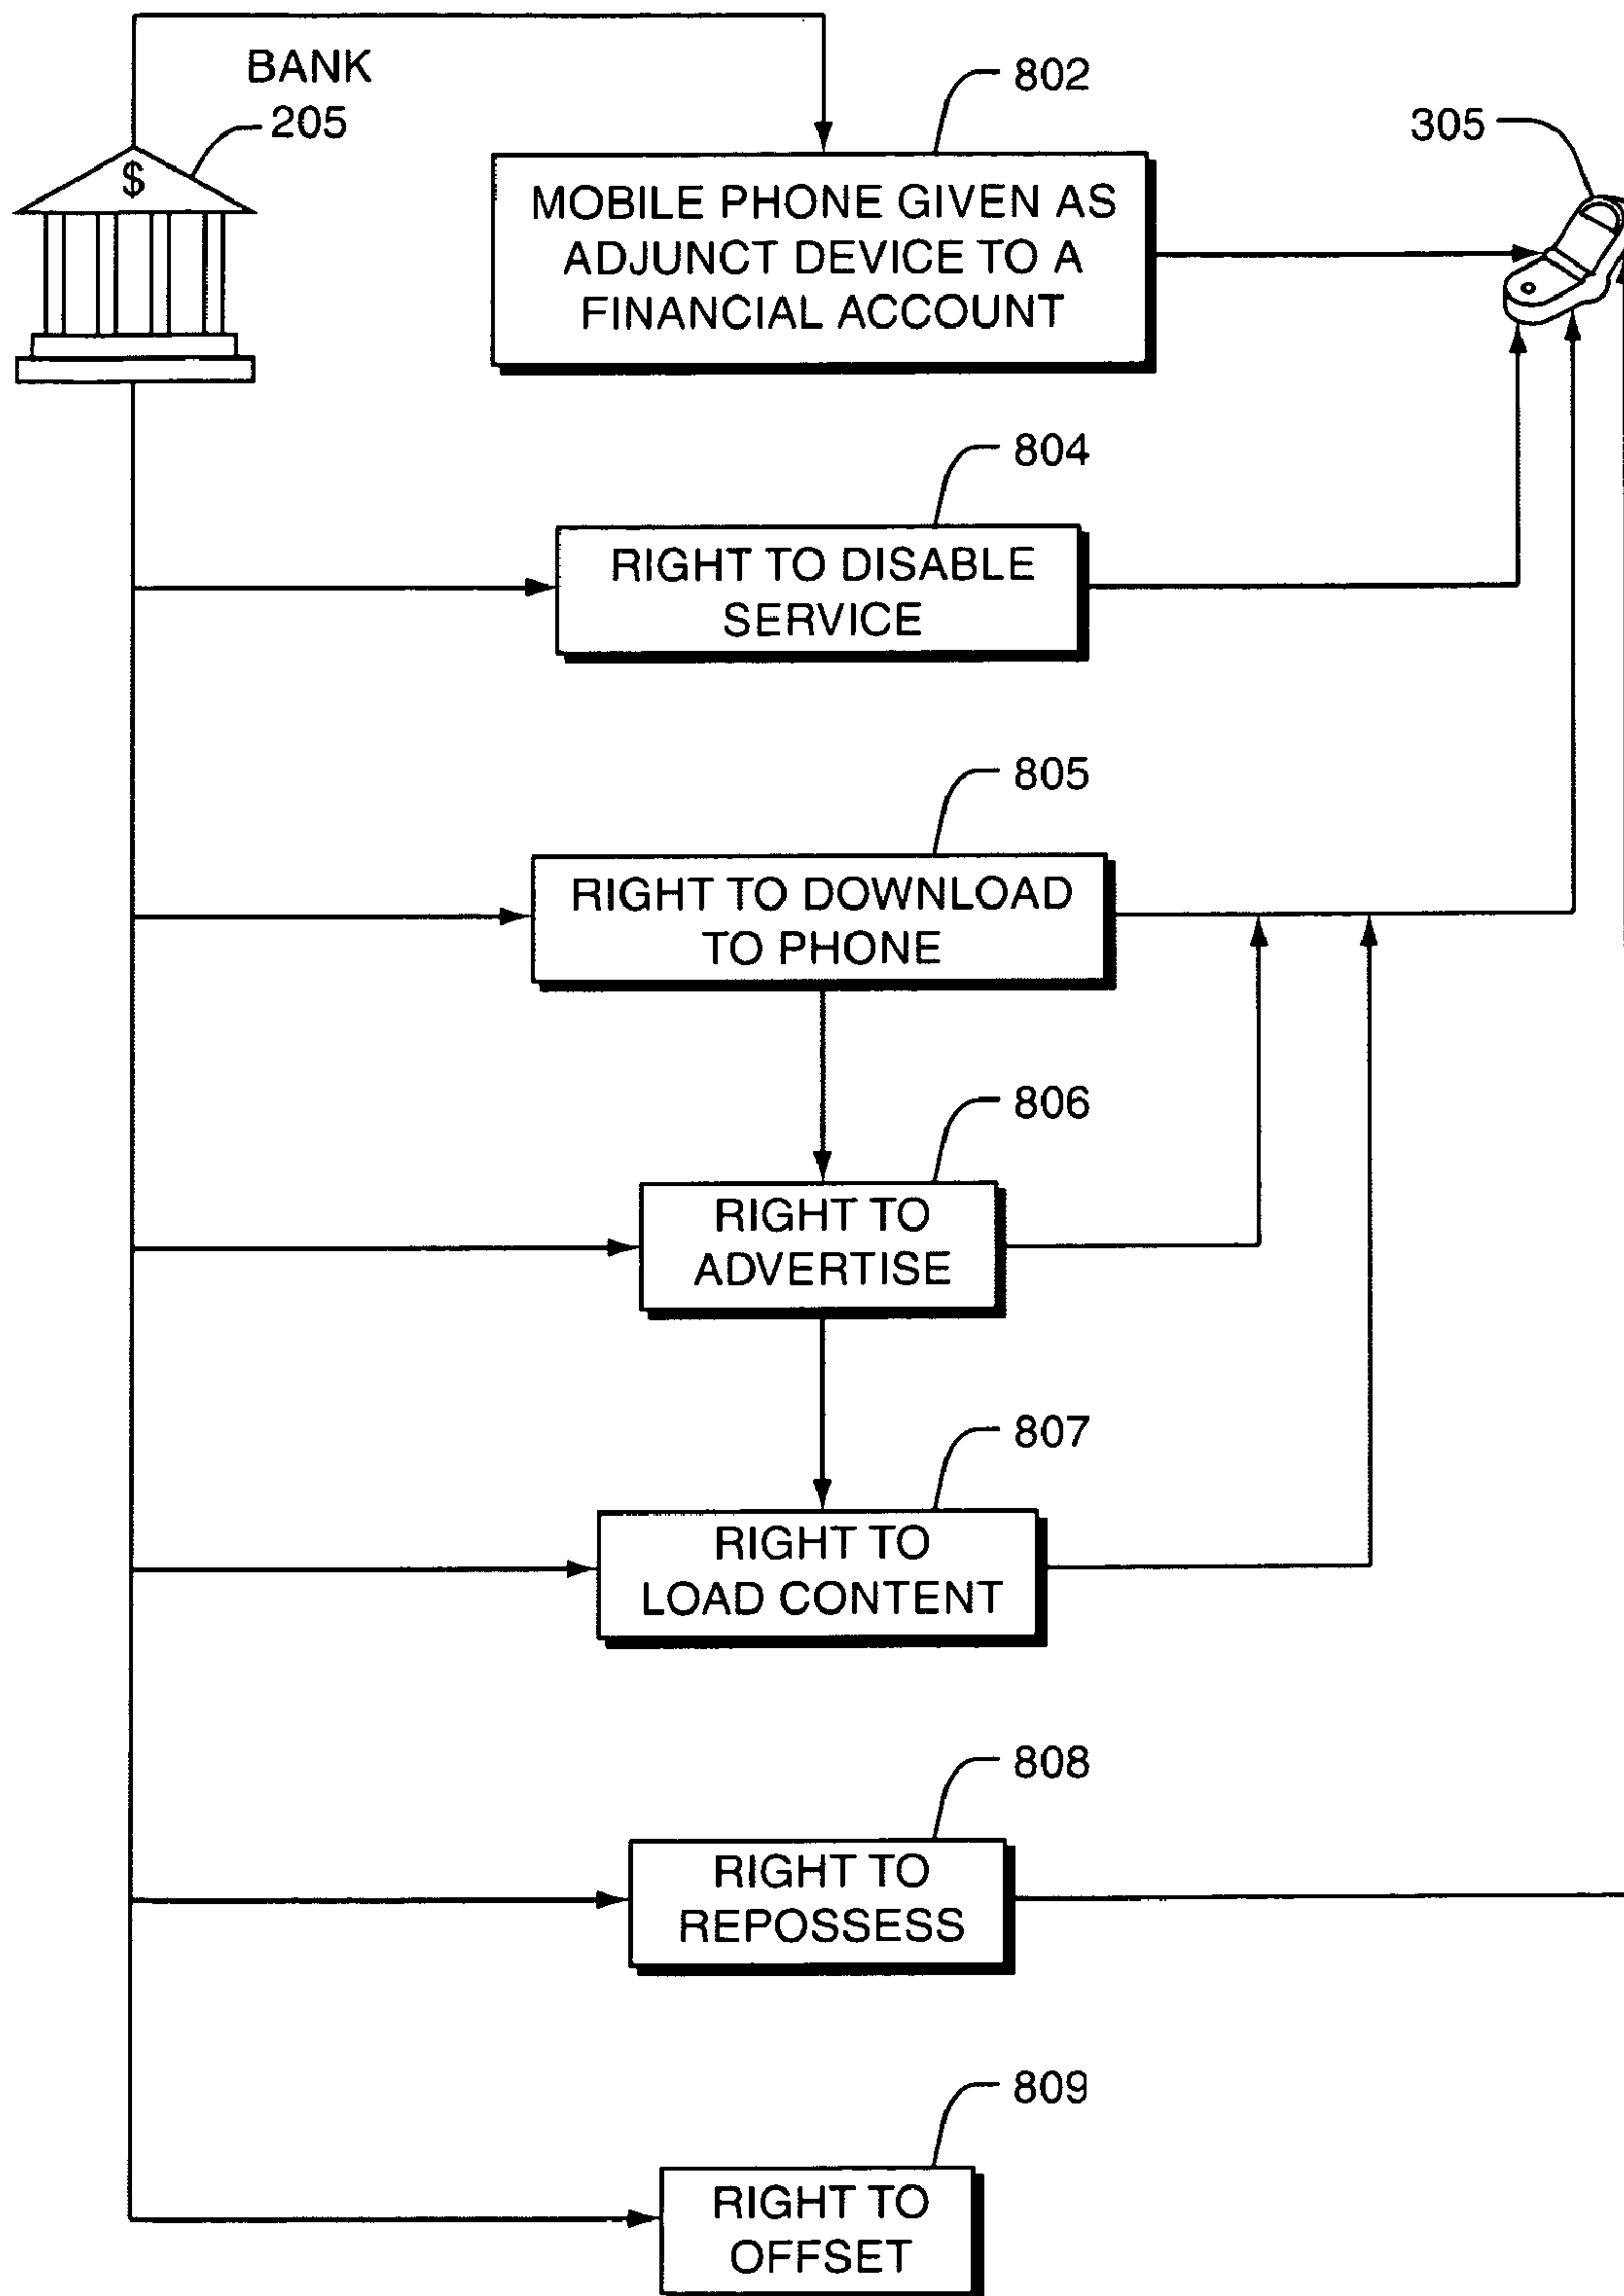 BANK
205
$
802
305
MOBILE PHONE GIVEN AS
ADJUNCT DEVICE TO A
FINANCIAL ACCOUNT
804
RIGHT TO DISABLE
SERVICE
805
RIGHT TO DOWNLOAD
TO PHONE
806
RIGHT TO
ADVERTISE
807
RIGHT TO
LOAD CONTENT
808
RIGHT TO
REPOSSESS
809
RIGHT TO
OFFSET